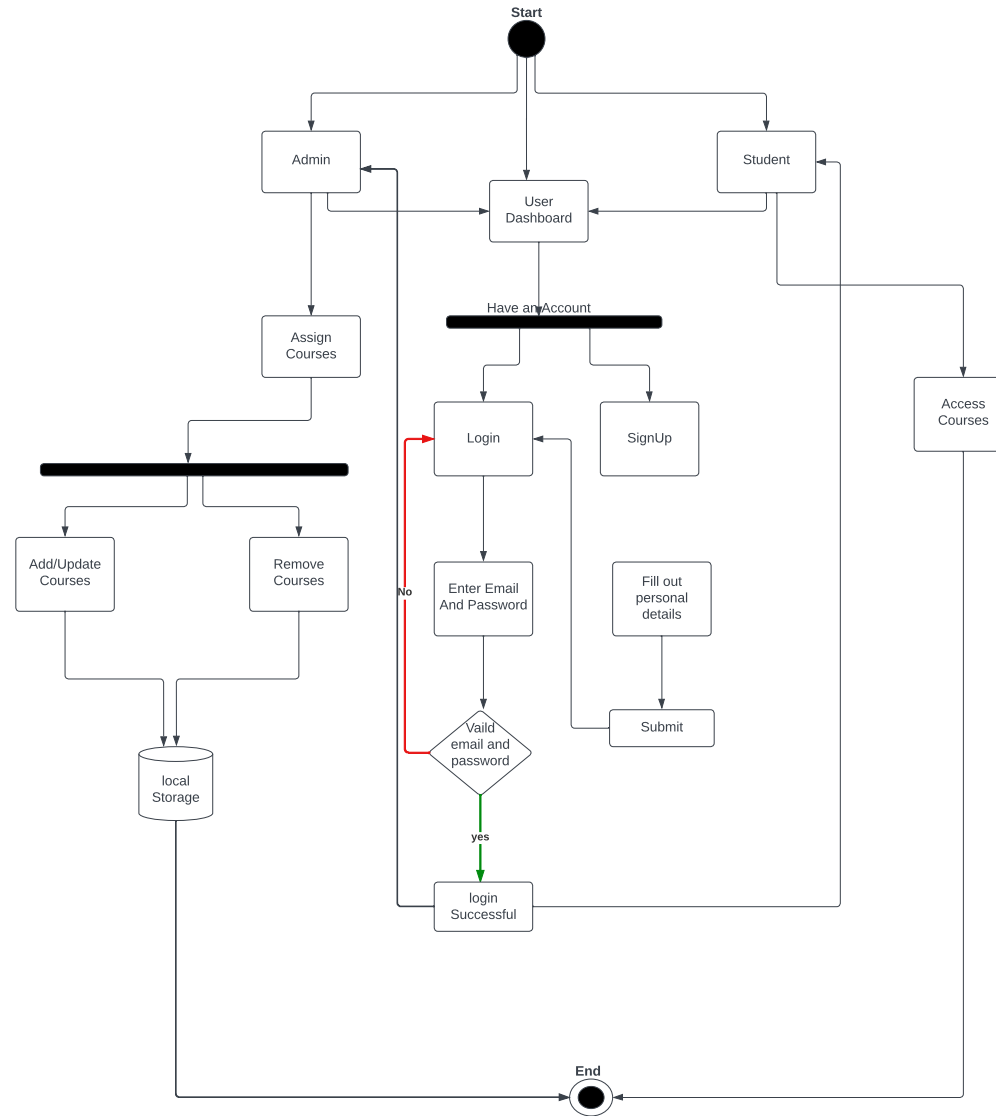 Start
Admin
Student
User
Dashboard
Have an Account
Assign
Courses
Access
Courses
Login
SignUp
Add/Update
Courses
Remove
Courses
Enter Email
And Password
Fill out
personal
details
No
Vaild
email and
password
Submit
local
Storage
yes
login
Successful
End